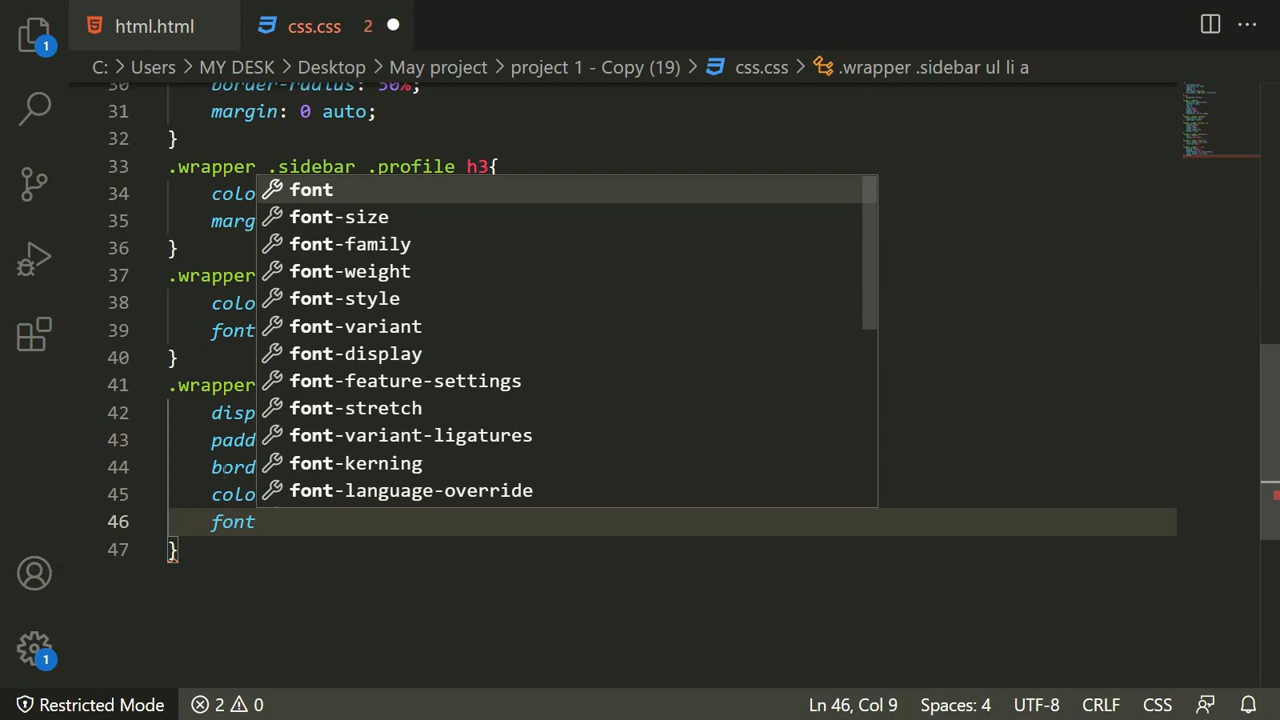 html.html css.css 2
C: > Users > MY DESK > Desktop > May project > project 1 - Copy (19) > css.css > .wrapper .sidebar ul li a
30 border-radius: 50%;
31 margin: 0 auto;
32 }
33 .wrapper .sidebar .profile h3{
34 colo
35 marg
36 }
37 .wrapper
38 colo
39 font
40 }
41 .wrapper
42 disp
43 padd
44 bord
45 colo
46 font
47 }
font
font-size
font-family
font-weight
font-style
font-variant
font-display
font-feature-settings
font-stretch
font-variant-ligatures
font-kerning
font-language-override
1
1
Restricted Mode 2 0 Ln 46, Col 9 Spaces: 4 UTF-8 CRLF CSS